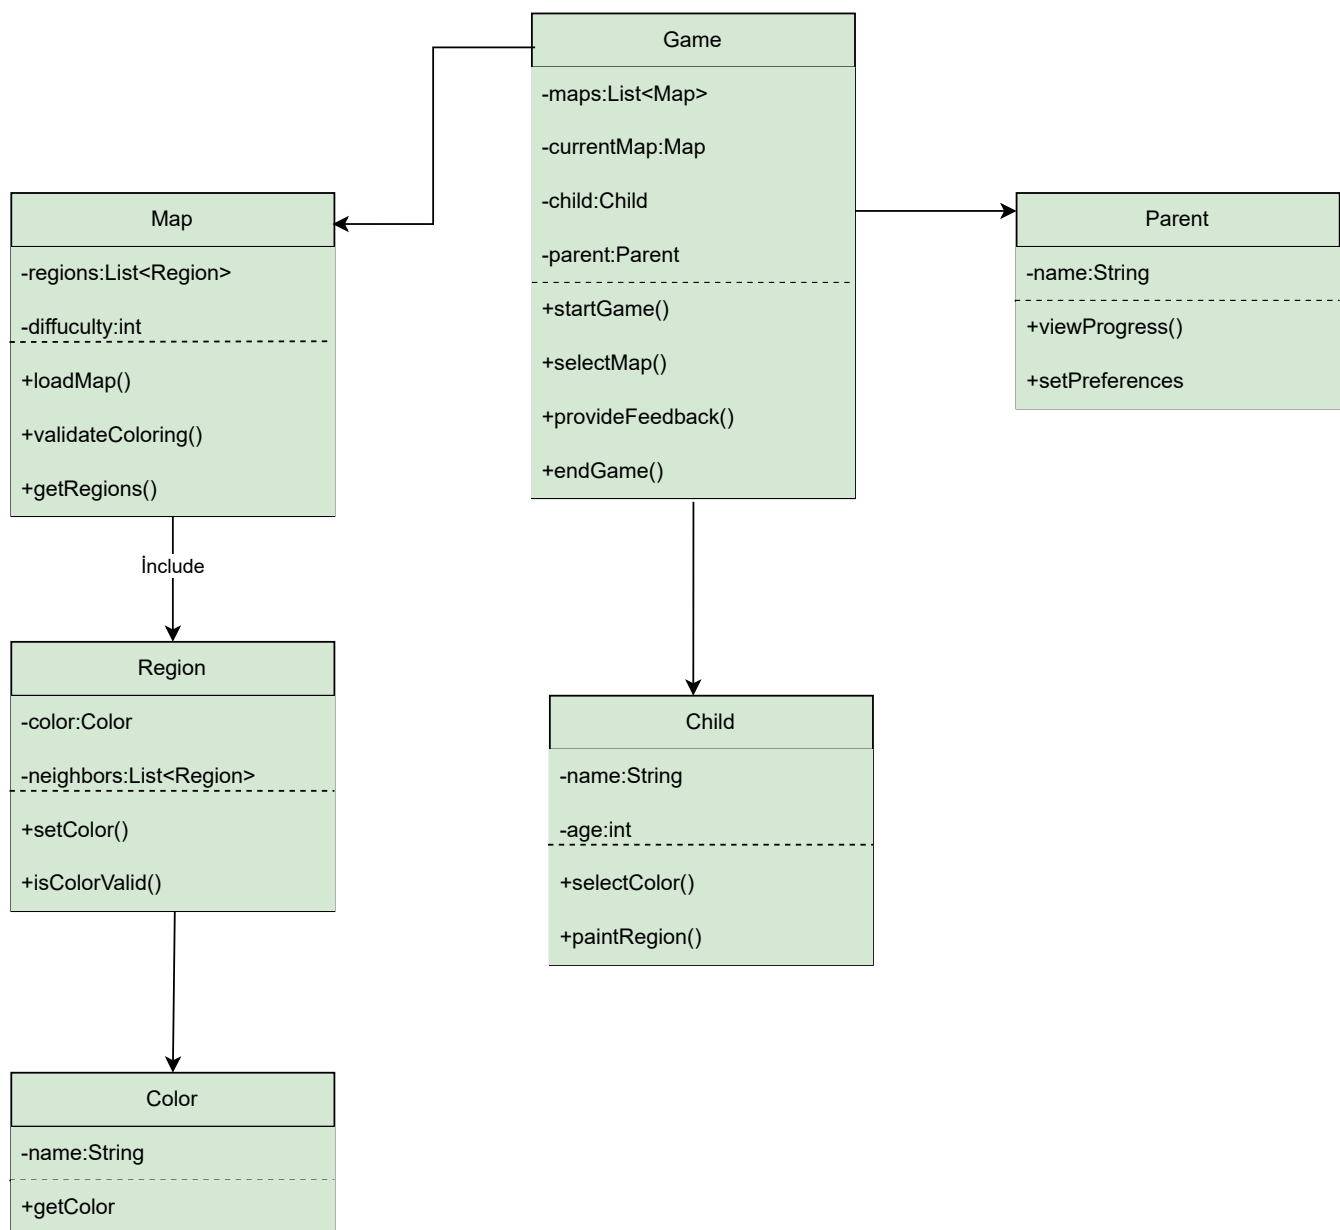 Game
-maps:List<Map>
-currentMap:Map
-child:Child
-parent:Parent
+startGame()
+selectMap()
+provideFeedback()
+endGame()
Map
-regions:List<Region>
-diffuculty:int
+loadMap()
+validateColoring()
+getRegions()
Parent
-name:String
+viewProgress()
+setPreferences
İnclude
Region
-color:Color
-neighbors:List<Region>
+setColor()
+isColorValid()
Child
-name:String
-age:int
+selectColor()
+paintRegion()
Color
-name:String
+getColor